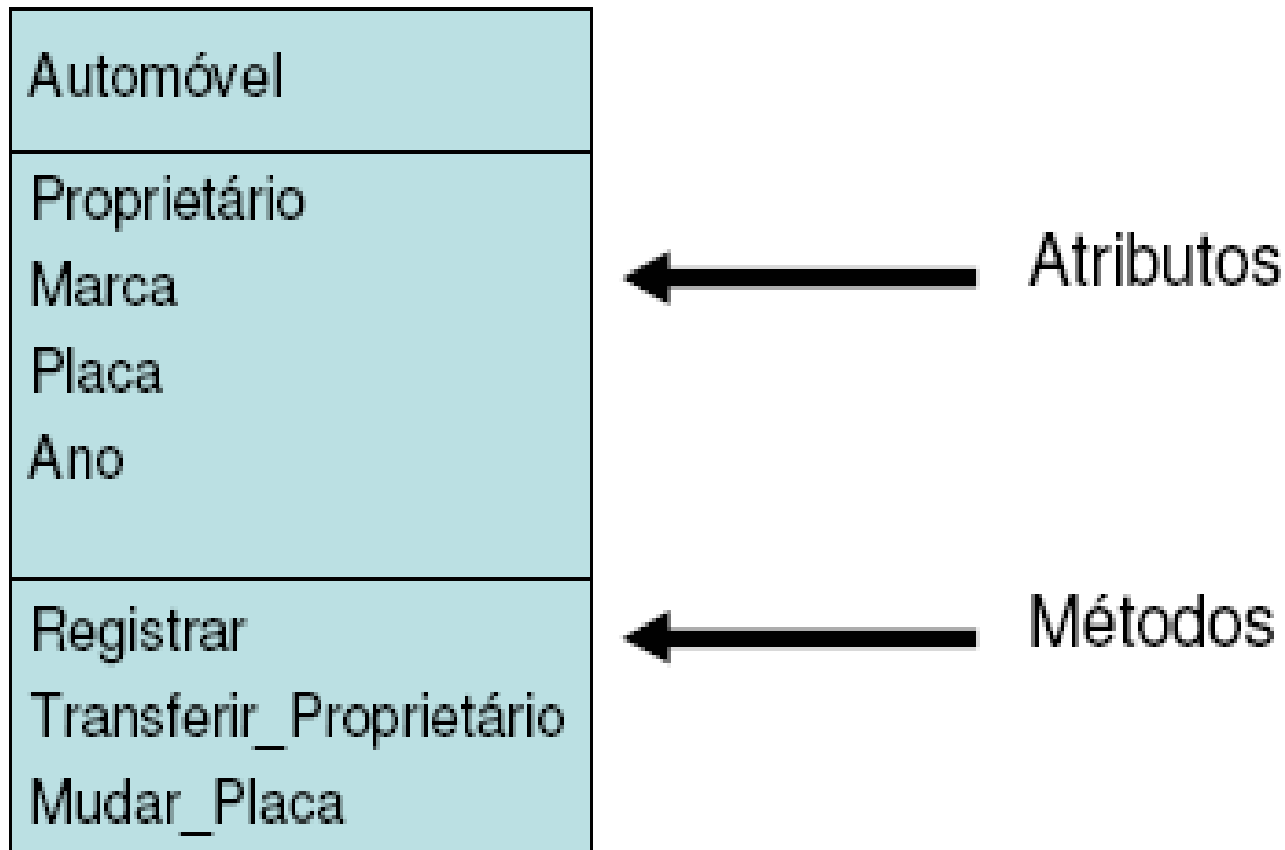 Automóvel
Proprietário
Marca
Placa
Ano
Atributos
Registrar
Transferir_Proprietário
Mudar_Placa
Métodos